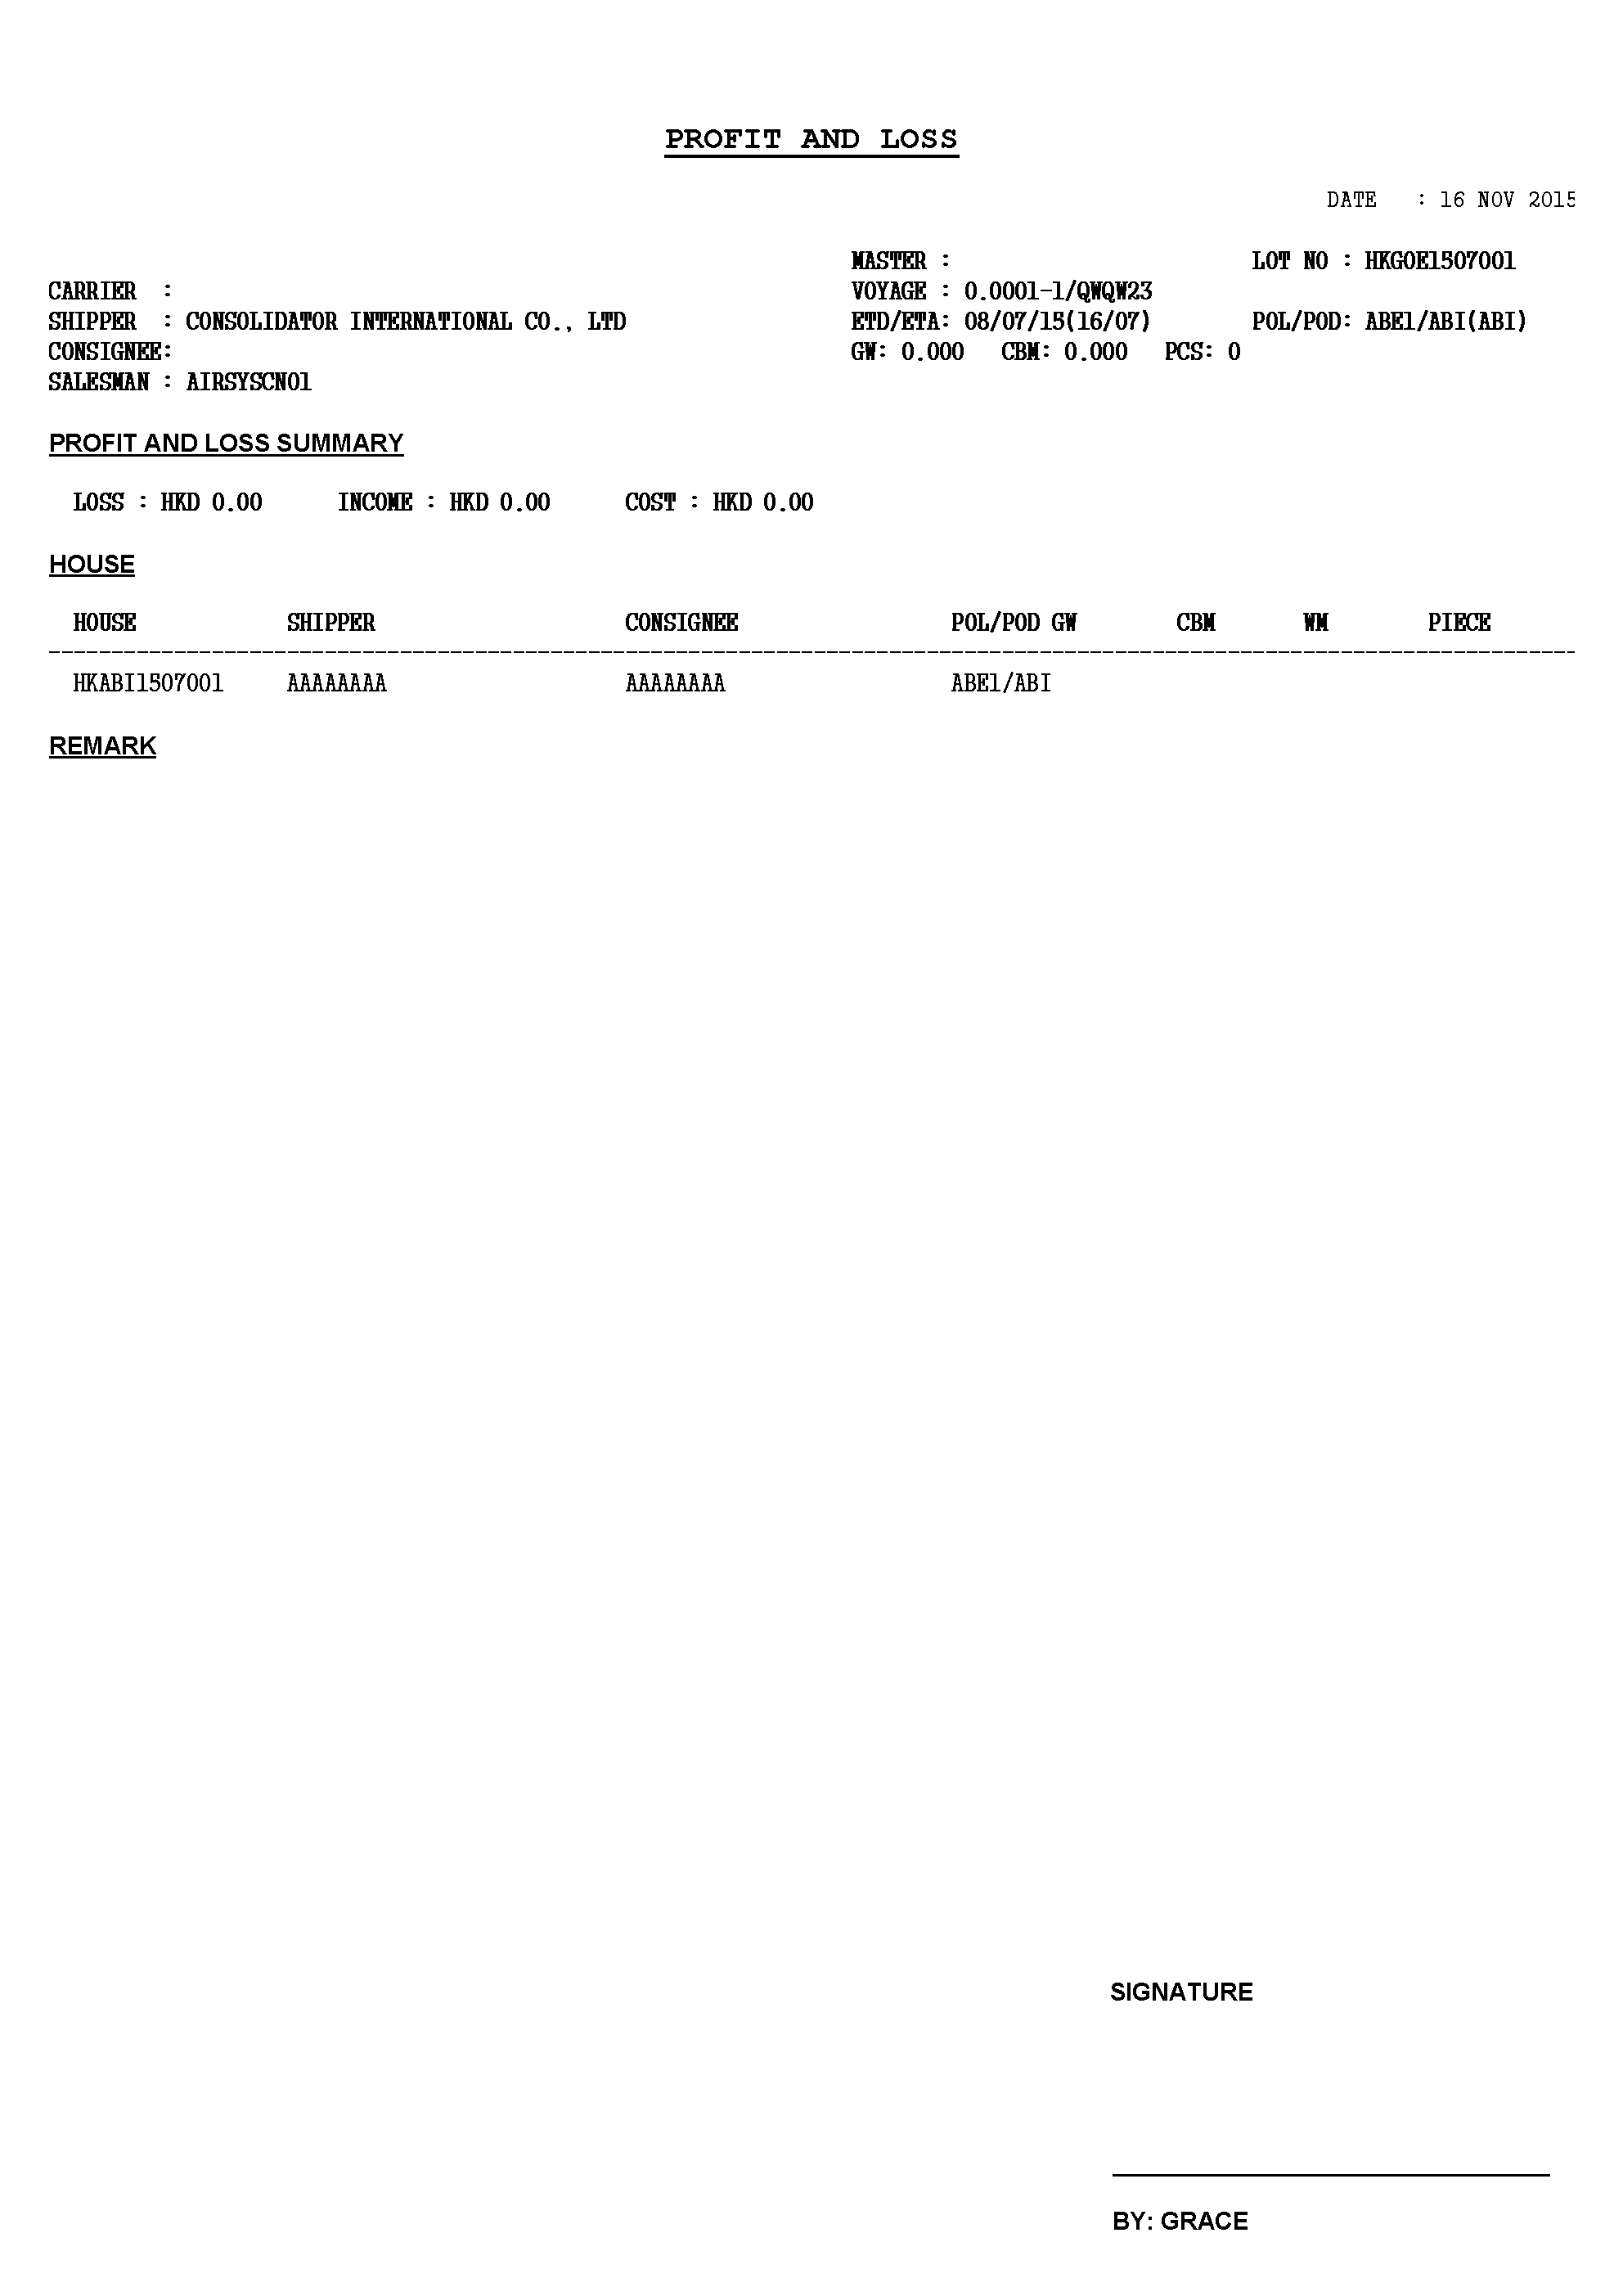 PROFIT AND LOSS
DATE : 16 NOV 2015
MASTER : LOT NO : HKGOE1507001
CARRIER : VOYAGE : 0.0001-1/QWQW23
SHIPPER : CONSOLIDATOR INTERNATIONAL CO., LTD ETD/ETA: 08/07/15(16/07) POL/POD: ABE1/ABI(ABI)
CONSIGNEE: GW: 0.000 CBM: 0.000 PCS: 0
SALESMAN : AIRSYSCN01
PROFIT AND LOSS SUMMARY
LOSS : HKD 0.00 INCOME : HKD 0.00 COST : HKD 0.00
HOUSE
HOUSE SHIPPER CONSIGNEE POL/POD GW CBM WM PIECE
HKABI1507001 AAAAAAAA AAAAAAAA ABE1/ABI
REMARK
SIGNATURE
BY: GRACE